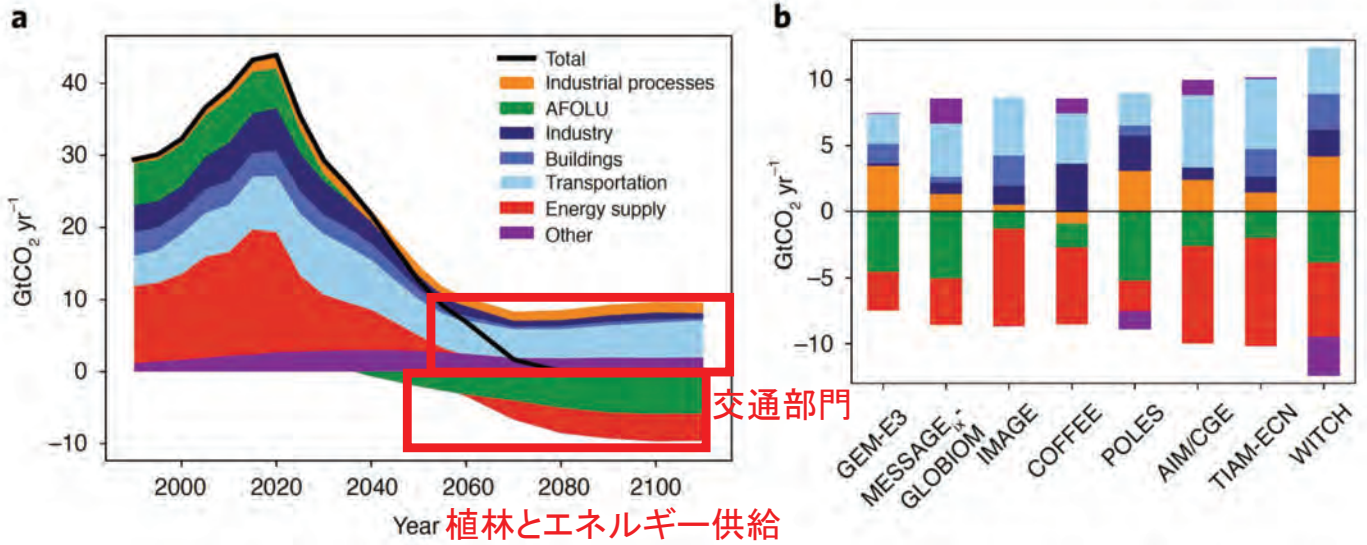 a
GtCO2 yr−1
40
30
20
10
0
−10
2000
2020
2040
2060
2080
2100
Year
Total
Industrial processes
AFOLU
Industry
Buildings
Transportation
Energy supply
Other
交通部門
植林とエネルギー供給
b
GtCO2 yr−1
10
5
0
−5
−10
GEM-E3
MESSAGEix-
GLOBIOM
IMAGE
COFFEE
POLES
AIM/CGE
TIAM-ECN
WITCH